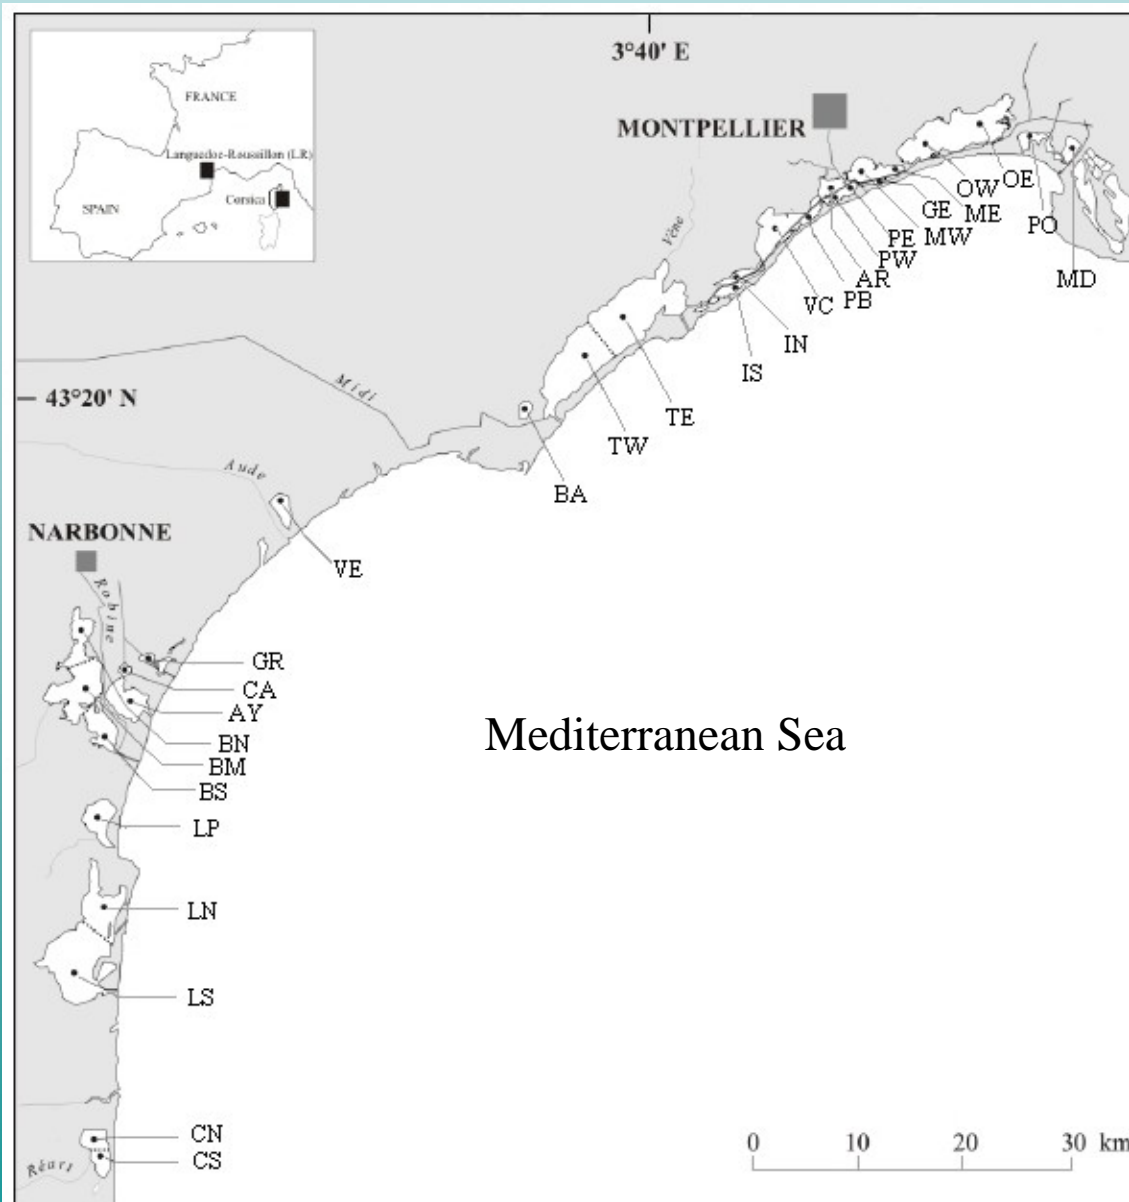 3°40' E
FRANCE
MONTPELLIER
Languedoc-Roussillon (LR)
Corsica
SPAIN
OW
OE
GE
ME
PO
Vène
PE
MW
PW
AR
MD
VC
PB
IN
IS
Midi
43°20' N
TE
TW
Aude
BA
NARBONNE
VE
Robine
GR
CA
AY
Mediterranean Sea
BN
BM
BS
LP
LN
LS
CN
0 10 20 30 km
CS
Réart